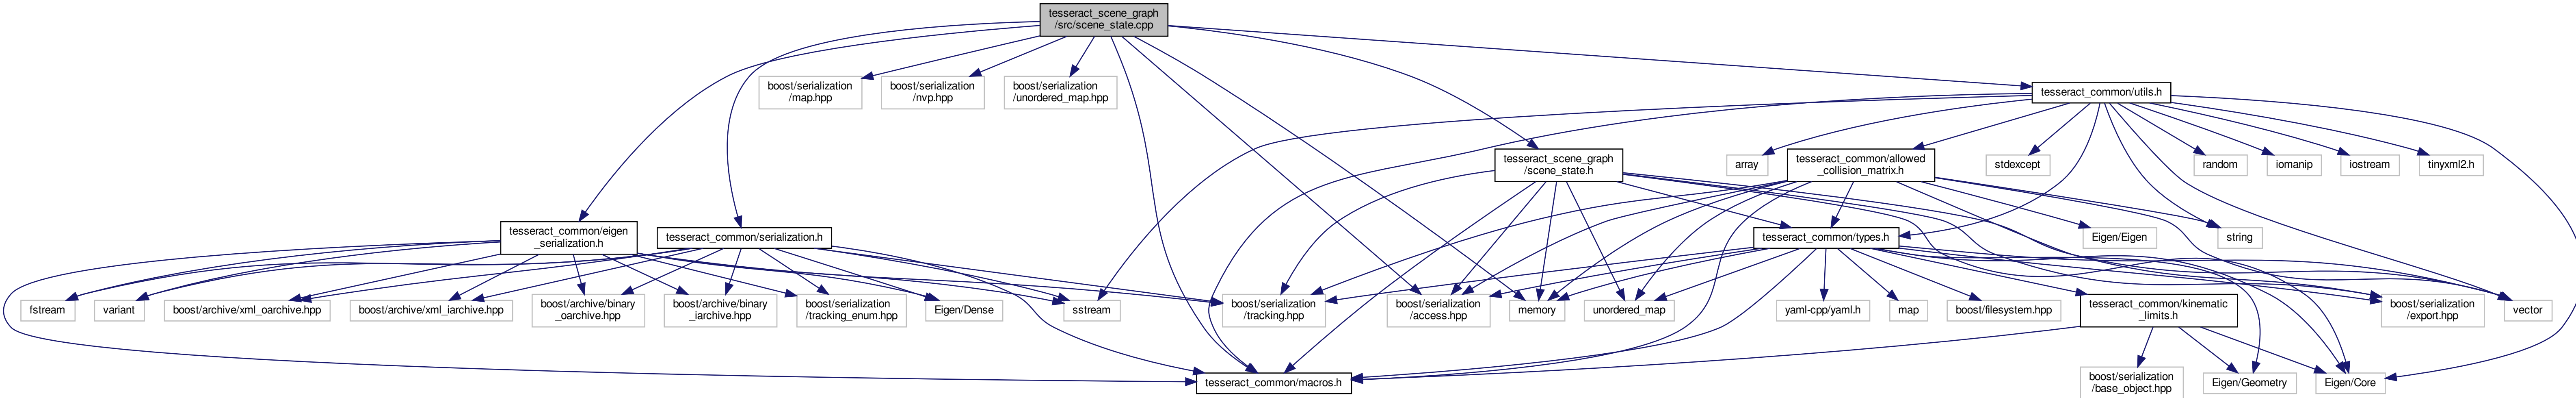 tesseract_scene_graph
/src/scene_state.cpp
boost/serialization
/map.hpp
boost/serialization
/nvp.hpp
boost/serialization
/unordered_map.hpp
tesseract_common/utils.h
array
tesseract_scene_graph
/scene_state.h
tesseract_common/allowed
_collision_matrix.h
stdexcept
random
iomanip
iostream
tinyxml2.h
tesseract_common/eigen
_serialization.h
tesseract_common/serialization.h
tesseract_common/types.h
Eigen/Eigen
string
fstream
variant
boost/archive/xml_oarchive.hpp
boost/archive/xml_iarchive.hpp
boost/archive/binary
_oarchive.hpp
boost/archive/binary
_iarchive.hpp
boost/serialization
/tracking_enum.hpp
Eigen/Dense
sstream
boost/serialization
/tracking.hpp
boost/serialization
/access.hpp
memory
unordered_map
yaml-cpp/yaml.h
map
boost/filesystem.hpp
tesseract_common/kinematic
_limits.h
boost/serialization
/export.hpp
vector
tesseract_common/macros.h
boost/serialization
/base_object.hpp
Eigen/Geometry
Eigen/Core